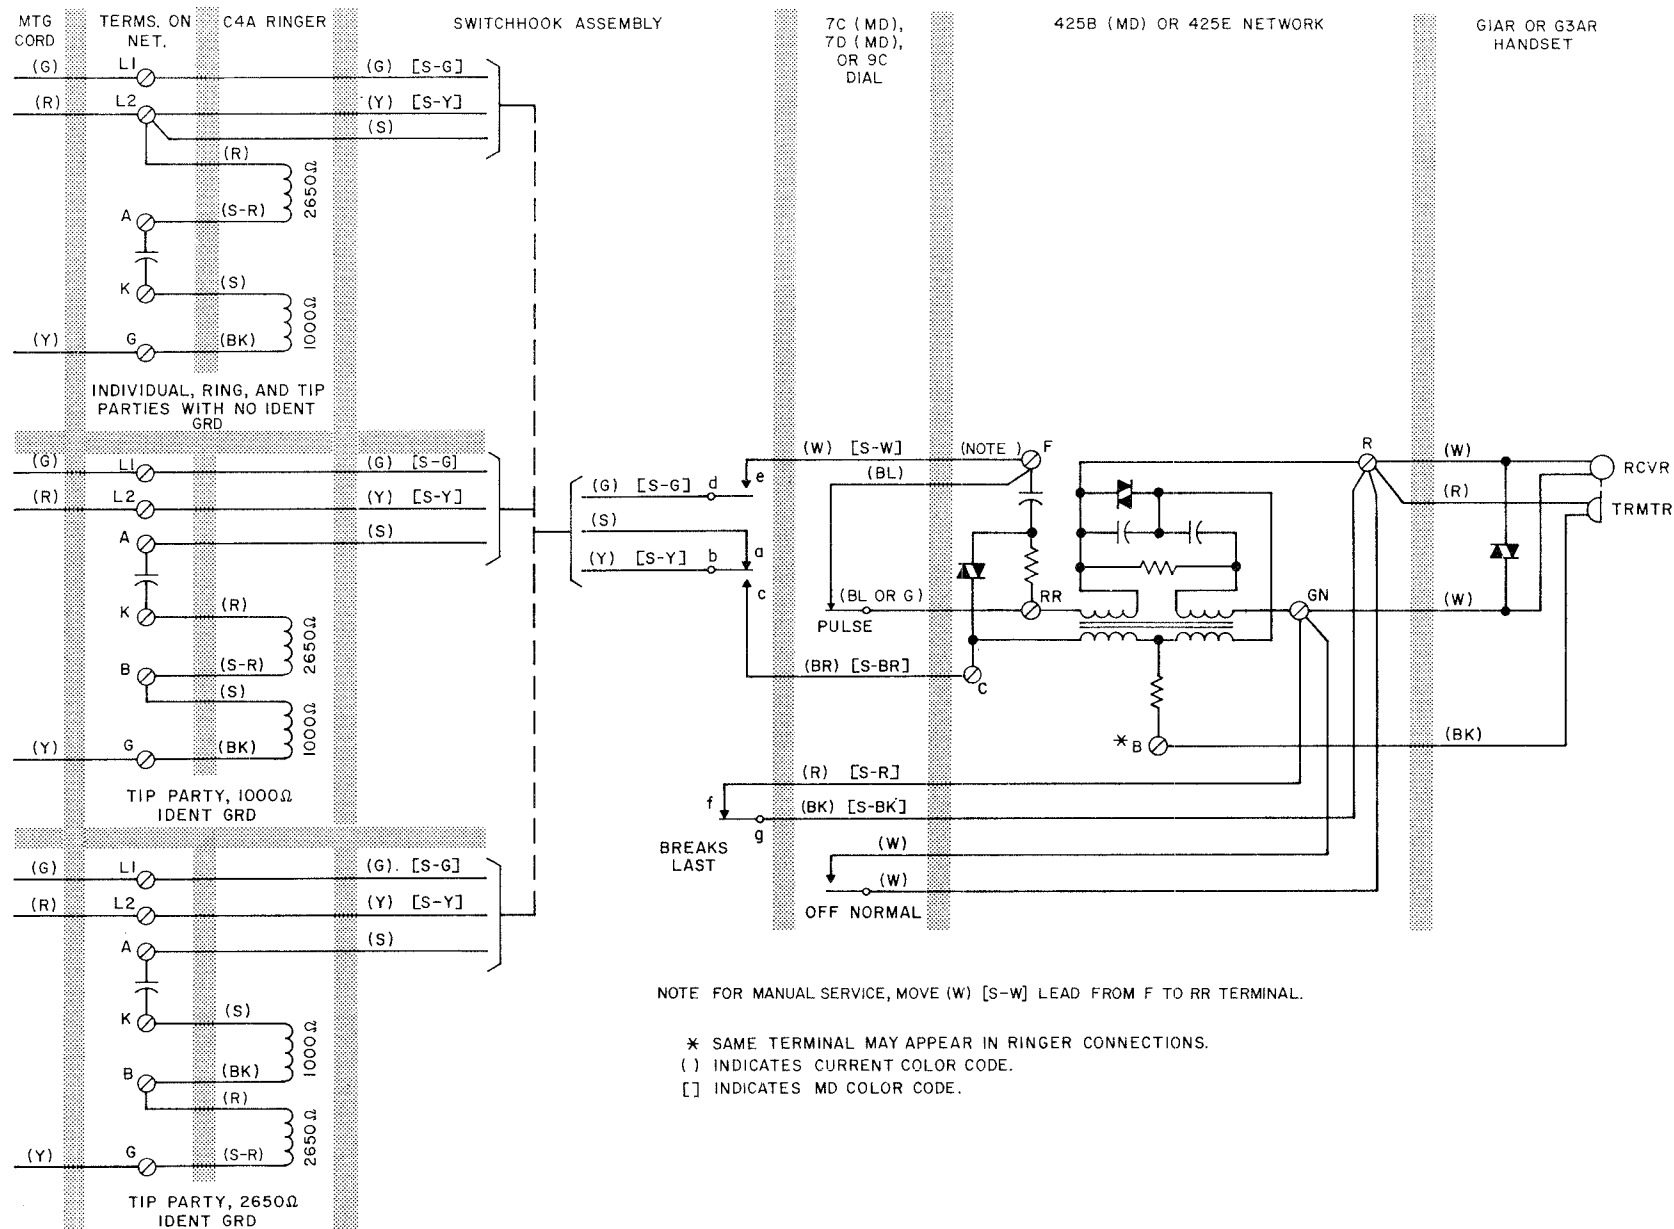 MTG
CORD
TERMS. ON
NET.
C4A RINGER
SWITCHHOOK ASSEMBLY
7C (MD),
7D (MD),
OR 9C
DIAL
425B (MD) OR 425E NETWORK
G1AR OR G3AR
HANDSET
(G) L1 (G) [S-G]
(R) L2 (Y) [S-Y]
(S)
(R)
2650Ω
A (S-R)
K (S)
1000Ω
(Y) G (BK)
INDIVIDUAL, RING, AND TIP
PARTIES WITH NO IDENT
GRD
(G) L1 (G) [S-G]
(R) L2 (Y) [S-Y]
A (S)
K (R)
2650Ω
B (S-R)
(S)
1000Ω
(Y) G (BK)
TIP PARTY, 1000Ω
IDENT GRD
(G) L1 (G). [S-G]
(R) L2 (Y) [S-Y]
A (S)
K (S)
1000Ω
B (BK)
(R)
2650Ω
(Y) G (S-R)
TIP PARTY, 2650Ω
IDENT GRD
(G) [S-G] d e
(S) a
(Y) [S-Y] b
c
(W) [S-W] (NOTE ) F
(BL)
(BL OR G) RR
PULSE
(BR) [S-BR] C
GN
R
(W)
(R)
(W)
RCVR
TRMTR
* B (BK)
(R) [S-R]
f (BK) [S-BK]
g
BREAKS
LAST
(W)
(W)
OFF NORMAL
NOTE FOR MANUAL SERVICE, MOVE (W) [S-W] LEAD FROM F TO RR TERMINAL.
* SAME TERMINAL MAY APPEAR IN RINGER CONNECTIONS.
( ) INDICATES CURRENT COLOR CODE.
[] INDICATES MD COLOR CODE.